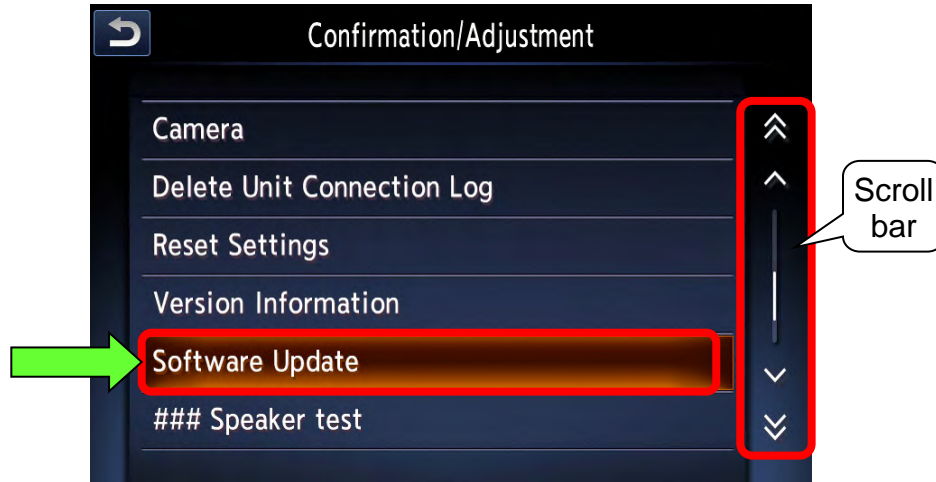 Confirmation/Adjustment
Camera
Delete Unit Connection Log
Reset Settings
Version Information
Software Update
### Speaker test
Scroll
bar